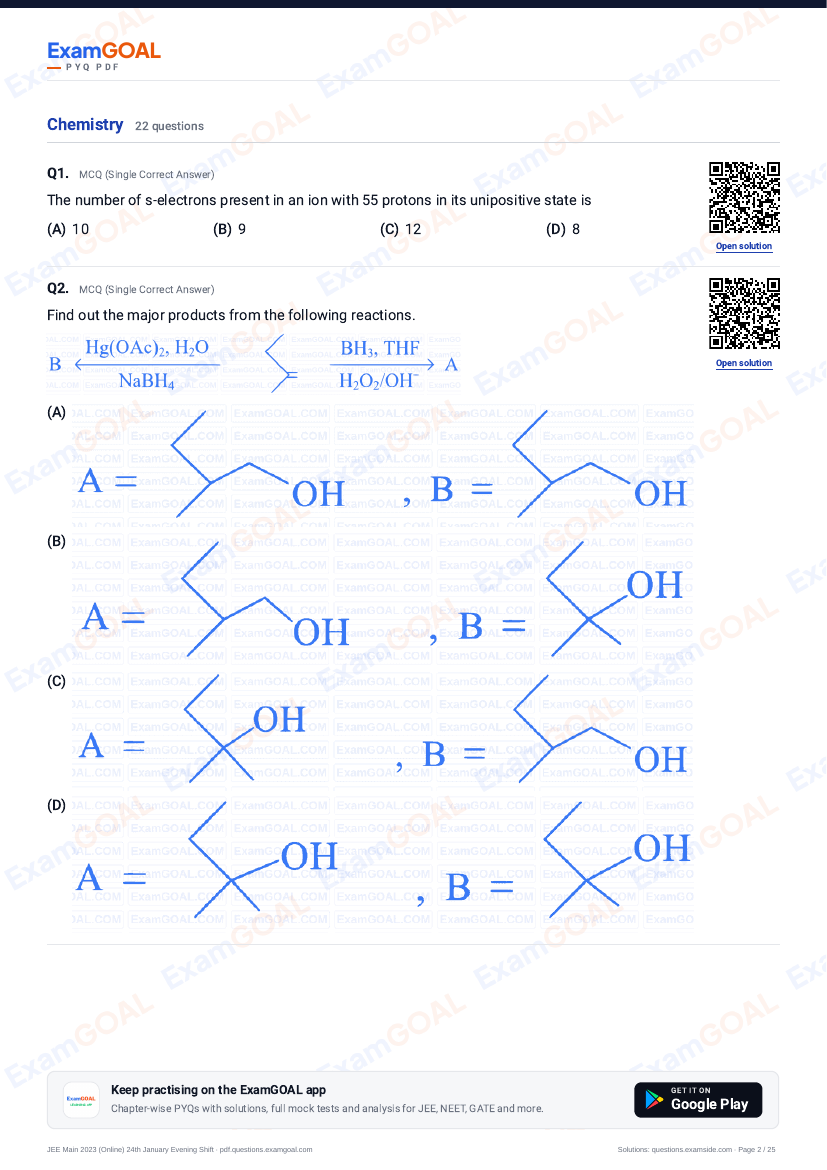 ExamGOAL
PYQ PDF
Chemistry 22 questions
Q1. MCQ (Single Correct Answer)
The number of s-electrons present in an ion with 55 protons in its unipositive state is
(A) 10 (B) 9 (C) 12 (D) 8
Open solution
Q2. MCQ (Single Correct Answer)
Find out the major products from the following reactions.
B Hg(OAc)2, H2O NaBH4 BH3, THF H2O2/OH− A
Open solution
(A) A = OH , B = OH
(B) A = OH , B = OH
(C) A = OH , B = OH
(D) A = OH , B = OH
Keep practising on the ExamGOAL app
Chapter-wise PYQs with solutions, full mock tests and analysis for JEE, NEET, GATE and more.
GET IT ON
Google Play
JEE Main 2023 (Online) 24th January Evening Shift · pdf.questions.examgoal.com
Solutions: questions.examside.com · Page 2 / 25